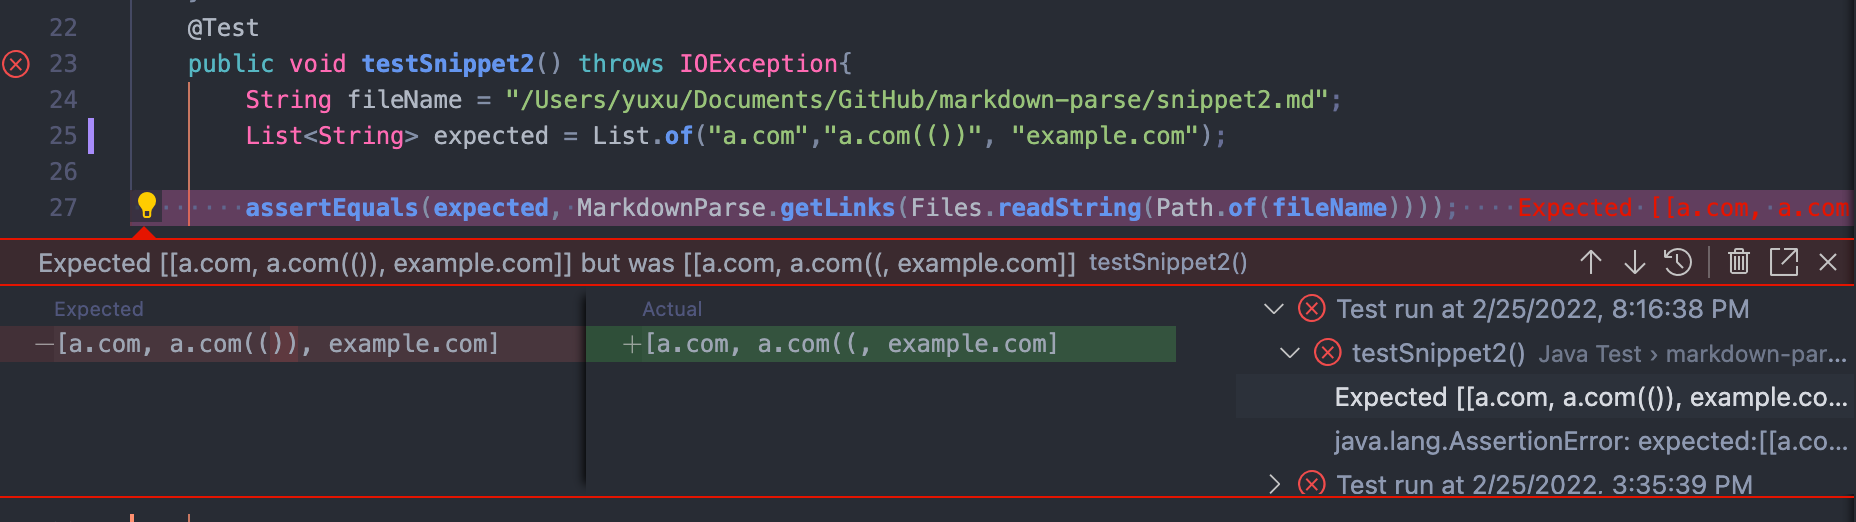 22 @Test
23 public void testSnippet2() throws IOException{
24 String fileName = "/Users/yuxu/Documents/GitHub/markdown-parse/snippet2.md";
25 List<String> expected = List.of("a.com","a.com(())", "example.com");
26
27 assertEquals(expected, MarkdownParse.getLinks(Files.readString(Path.of(fileName)))); Expected [[a.com, a.com
Expected [[a.com, a.com(()), example.com]] but was [[a.com, a.com((, example.com]] testSnippet2()
Expected Actual
—[a.com, a.com(()), example.com] +[a.com, a.com((, example.com]
Test run at 2/25/2022, 8:16:38 PM
testSnippet2() Java Test › markdown-par...
Expected [[a.com, a.com(()), example.co...
java.lang.AssertionError: expected:[[a.co...
Test run at 2/25/2022, 3:35:39 PM